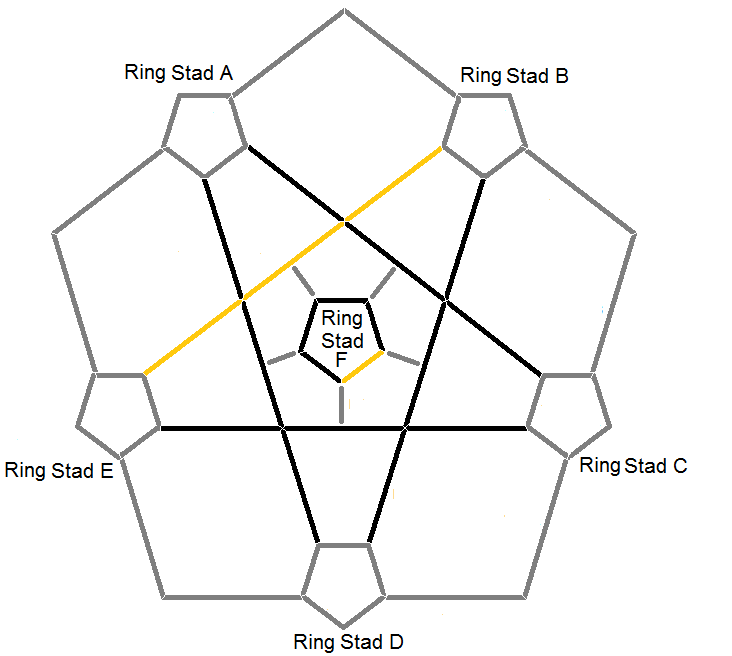 Ring Stad A
Ring Stad B
Ring
Stad
F
Ring Stad E
Ring Stad C
Ring Stad D